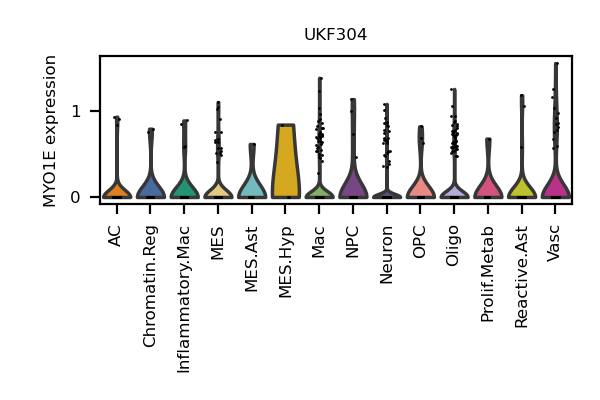 UKF304
MYO1E expression
1
0
AC
Chromatin.Reg
Inflammatory.Mac
MES
MES.Ast
MES.Hyp
Mac
NPC
Neuron
OPC
Oligo
Prolif.Metab
Reactive.Ast
Vasc